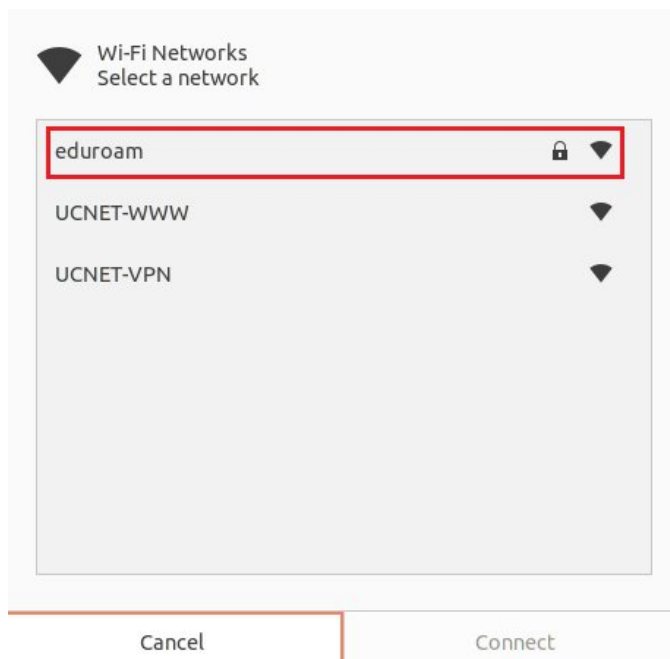 Wi-Fi Networks
Select a network
eduroam
UCNET-WWW
UCNET-VPN
Cancel
Connect